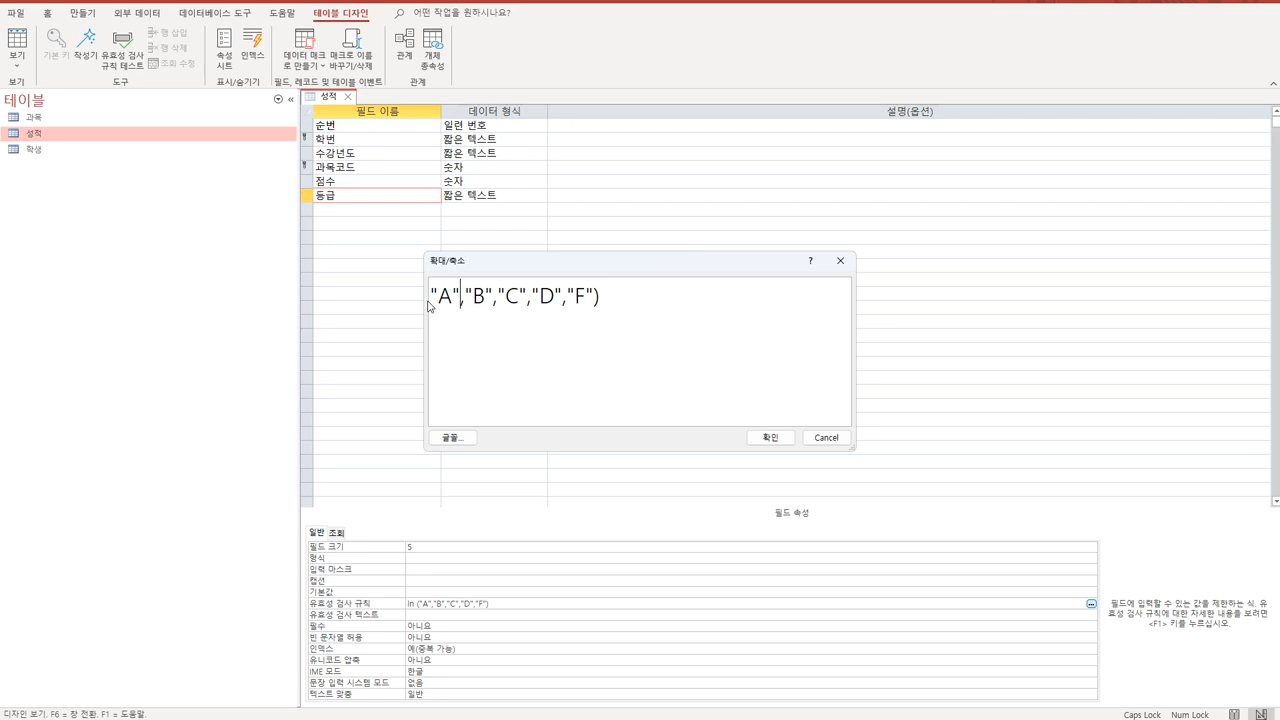 파일 홈 만들기 외부 데이터 데이터베이스 도구 도움말 테이블 디자인 어떤 작업을 원하시나요?
보기 기본 키 작성기 유효성 검사 규칙 테스트 행 삽입 행 삭제 조회 수정 속성 시트 인덱스 데이터 매크로 만들기 매크로 이름 바꾸기/삭제 관계 개체 종속성
보기 도구 표시/숨기기 필드, 레코드 및 테이블 이벤트 관계
테이블
과목
성적
학생
성적
필드 이름 데이터 형식 설명(옵션)
순번 일련 번호
학번 짧은 텍스트
수강년도 짧은 텍스트
과목코드 숫자
점수 숫자
등급 짧은 텍스트
확대/축소
"A","B","C","D","F")
글꼴... 확인 Cancel
필드 속성
일반 조회
필드 크기 5
형식
입력 마스크
캡션
기본값
유효성 검사 규칙 In ("A","B","C","D","F")
유효성 검사 텍스트
필수 아니요
빈 문자열 허용 아니요
인덱스 예(중복 가능)
유니코드 압축 아니요
IME 모드 한글
문장 입력 시스템 모드 없음
텍스트 맞춤 일반
필드에 입력할 수 있는 값을 제한하는 식. 유
효성 검사 규칙에 대한 자세한 내용을 보려면
<F1> 키를 누르십시오.
디자인 보기. F6 = 창 전환. F1 = 도움말. Caps Lock Num Lock